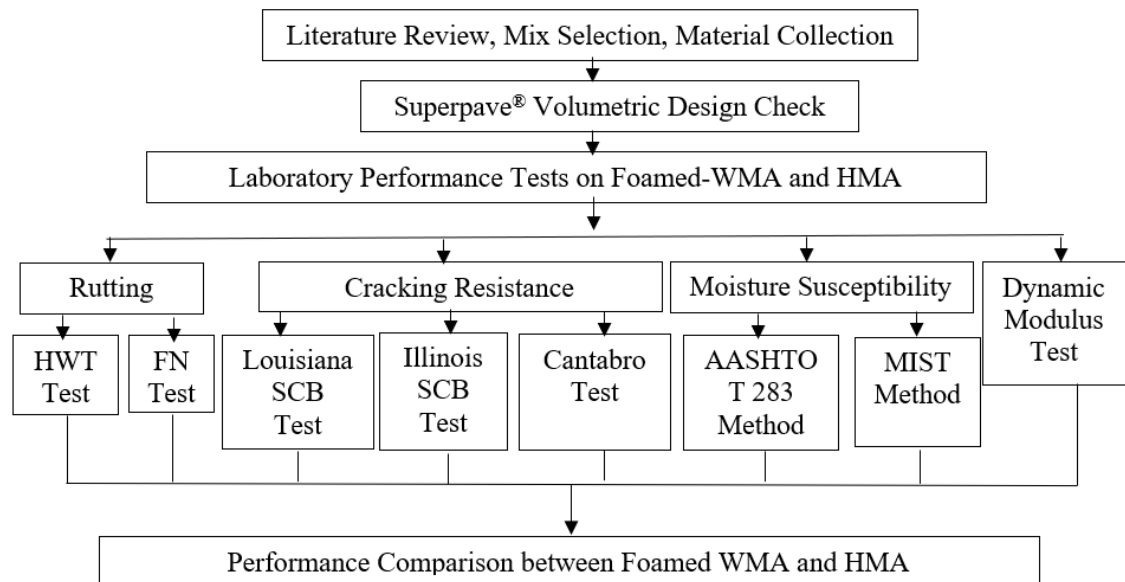 Literature Review, Mix Selection, Material Collection
Superpave® Volumetric Design Check
Laboratory Performance Tests on Foamed-WMA and HMA
Rutting
Cracking Resistance
Moisture Susceptibility
Dynamic
Modulus
Test
HWT
Test
FN
Test
Louisiana
SCB
Test
Illinois
SCB
Test
Cantabro
Test
AASHTO
T 283
Method
MIST
Method
Performance Comparison between Foamed WMA and HMA